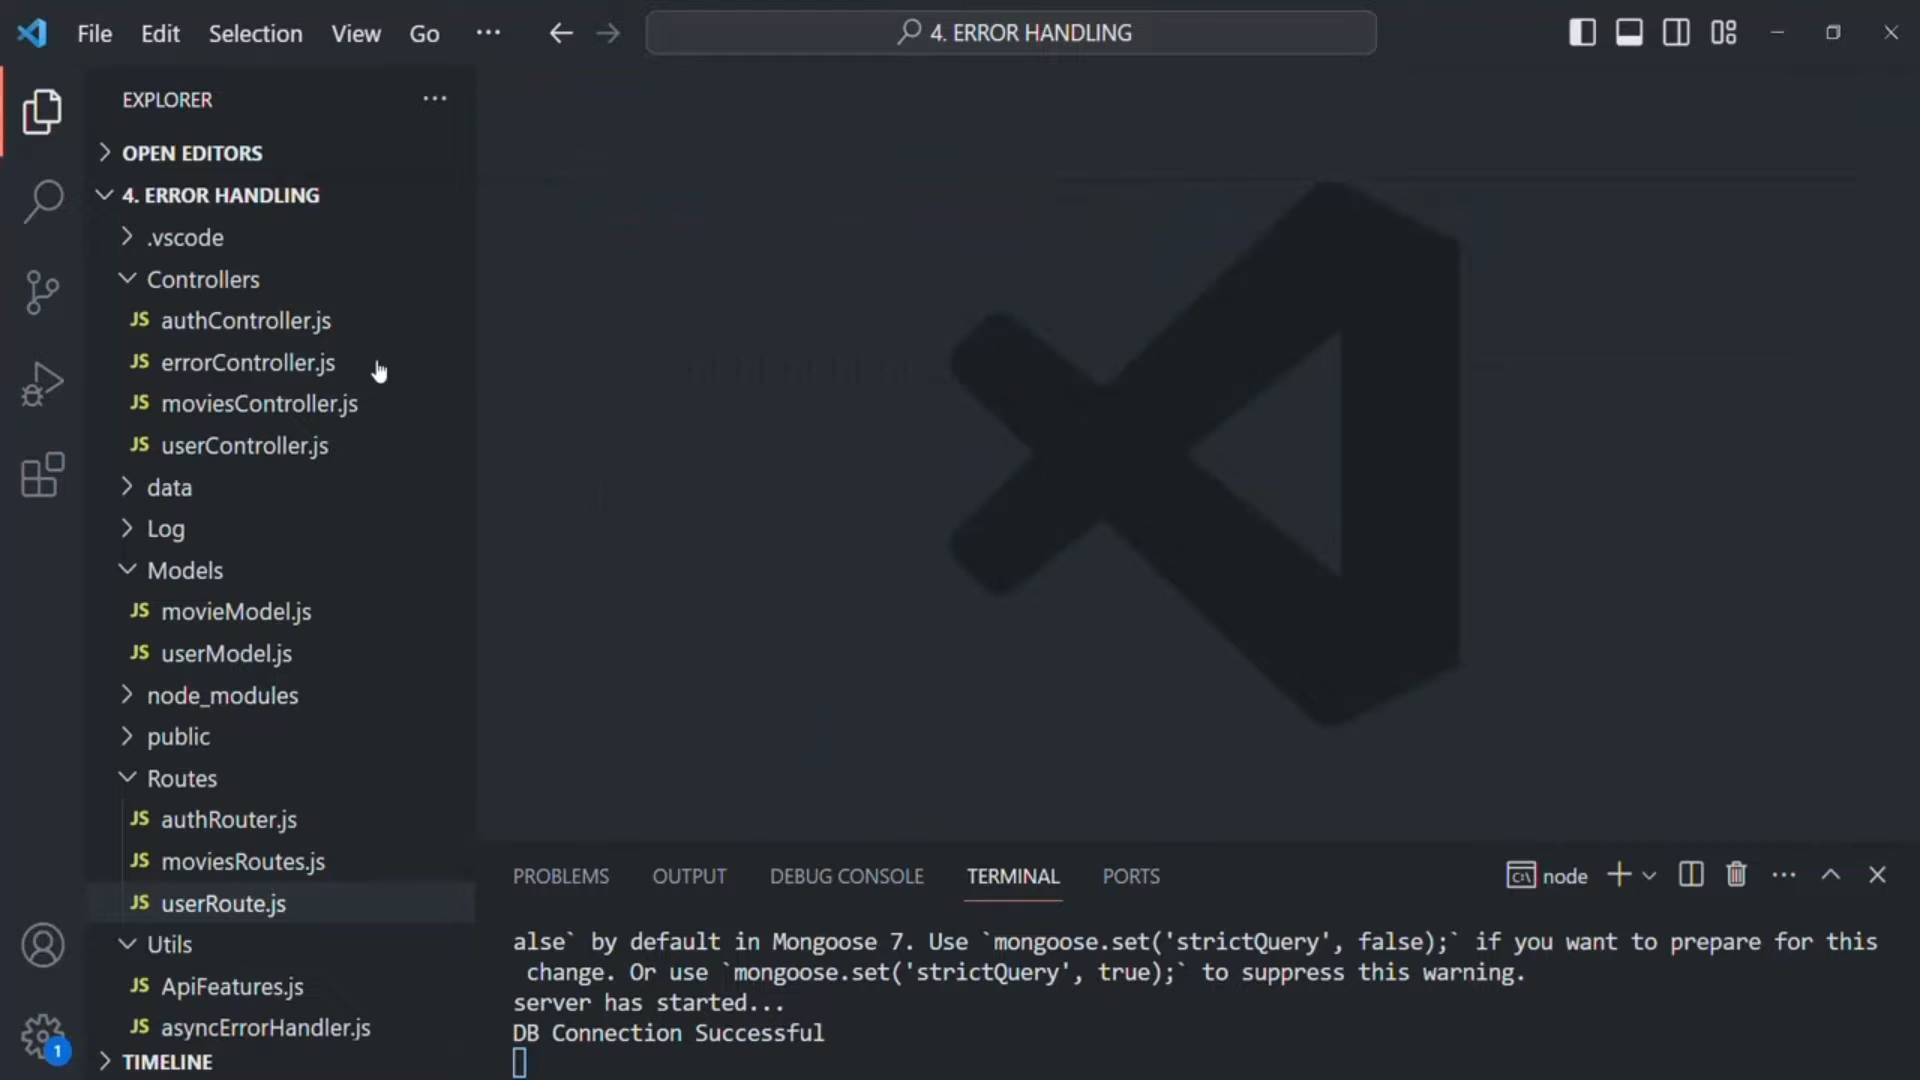 File Edit Selection View Go ··· 4. ERROR HANDLING
EXPLORER ···
OPEN EDITORS
4. ERROR HANDLING
.vscode
Controllers
JS authController.js
JS errorController.js
JS moviesController.js
JS userController.js
data
Log
Models
JS movieModel.js
JS userModel.js
node_modules
public
Routes
JS authRouter.js
JS moviesRoutes.js
JS userRoute.js
Utils
JS ApiFeatures.js
JS asyncErrorHandler.js
TIMELINE
1
PROBLEMS OUTPUT DEBUG CONSOLE TERMINAL PORTS node
alse` by default in Mongoose 7. Use `mongoose.set('strictQuery', false);` if you want to prepare for this
change. Or use `mongoose.set('strictQuery', true);` to suppress this warning.
server has started...
DB Connection Successful